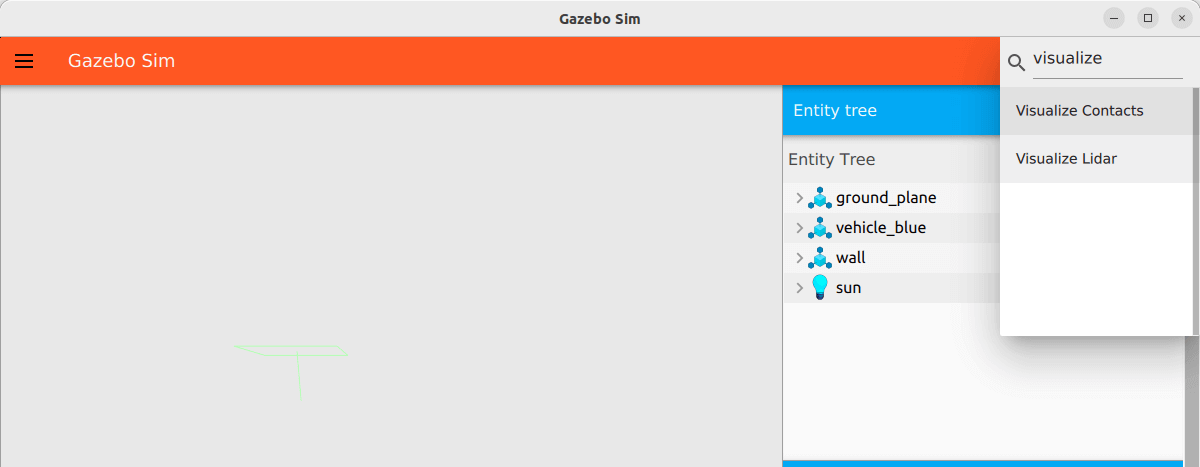 Gazebo Sim
Gazebo Sim
visualize
Entity tree
Visualize Contacts
Entity Tree
Visualize Lidar
ground_plane
vehicle_blue
wall
sun